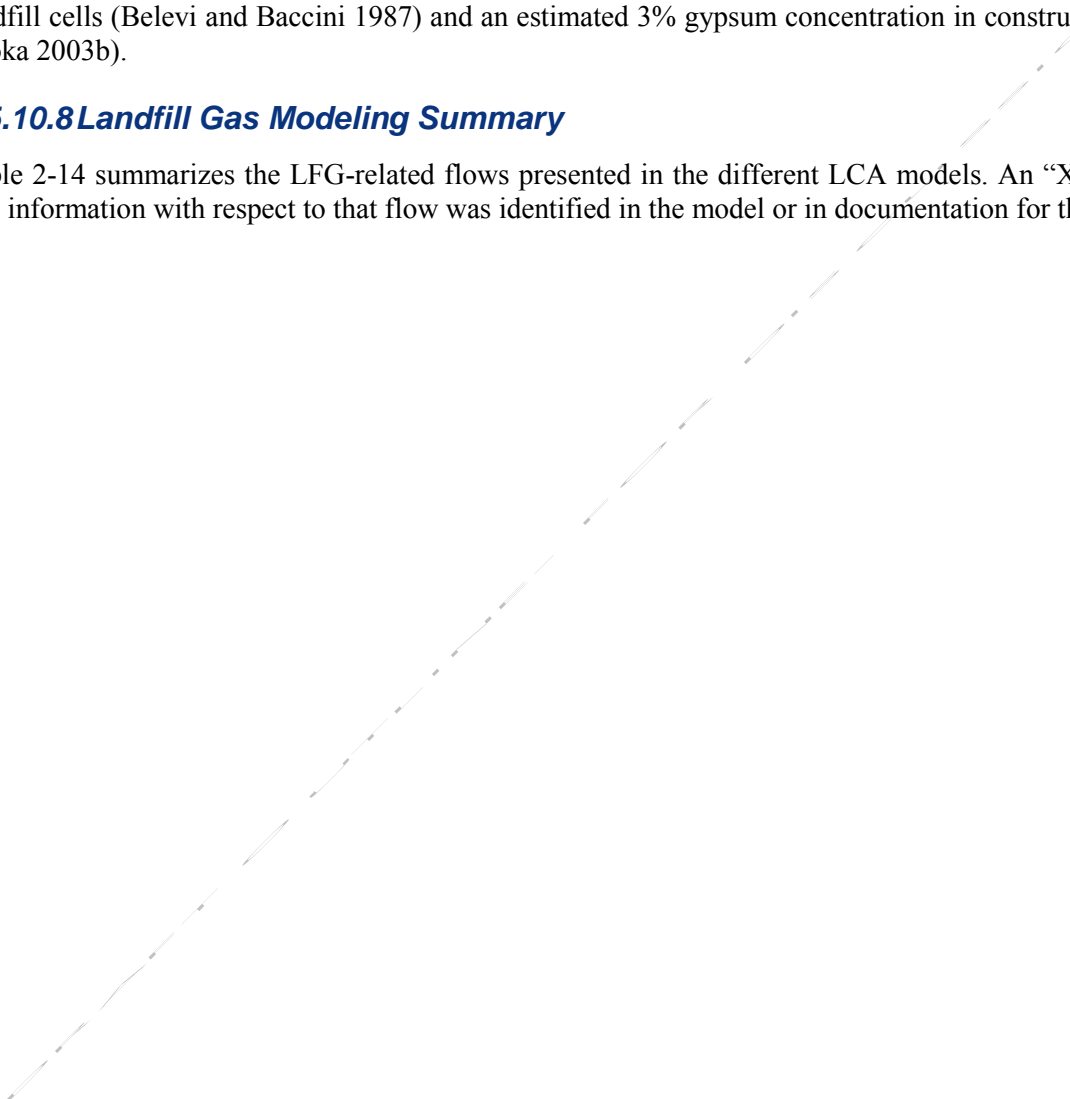 dfill cells (Belevi and Baccini 1987) and an estimated 3% gypsum concentration in constru
ka 2003b).
.10.8 Landfill Gas Modeling Summary
le 2-14 summarizes the LFG-related flows presented in the different LCA models. An “X
information with respect to that flow was identified in the model or in documentation for th